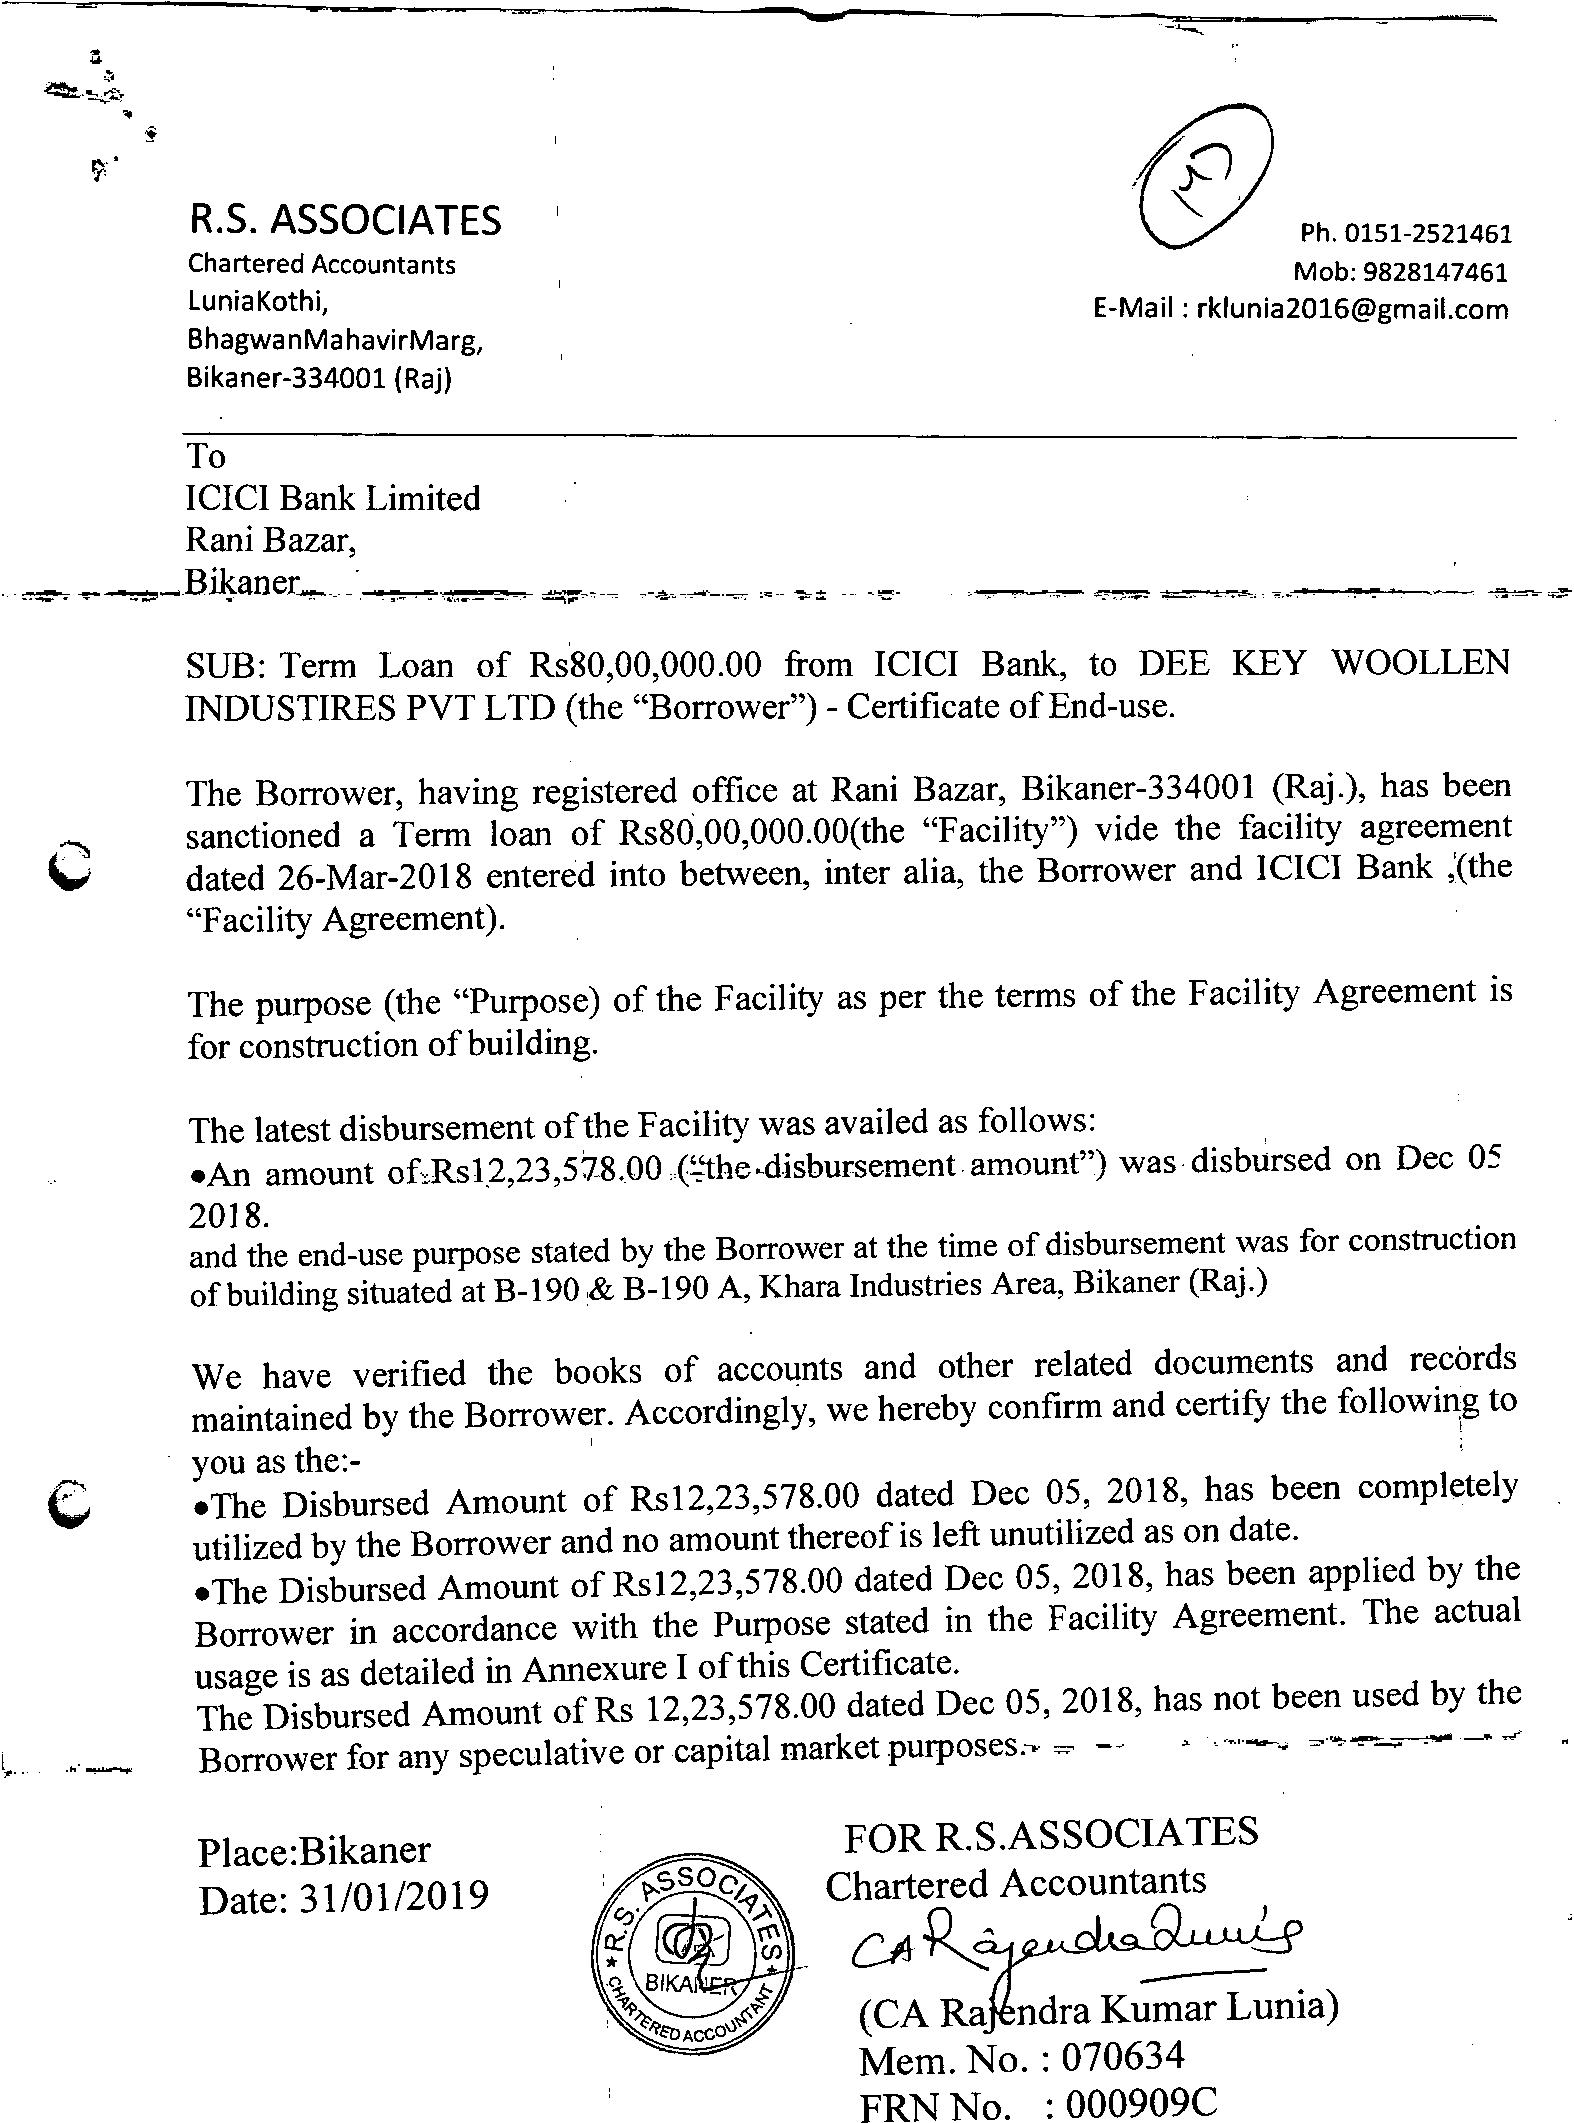 R.S. ASSOCIATES
Chartered Accountants
LuniaKothi,
BhagwanMahavirMarg,
Bikaner-334001 (Raj)
Ph. 0151-2521461
Mob: 9828147461
E-Mail : rklunia2016@gmail.com
To
ICICI Bank Limited
Rani Bazar,
Bikaner
SUB: Term Loan of Rs80,00,000.00 from ICICI Bank, to DEE KEY WOOLLEN
INDUSTIRES PVT LTD (the “Borrower”) - Certificate of End-use.
The Borrower, having registered office at Rani Bazar, Bikaner-334001 (Raj.), has been
sanctioned a Term loan of Rs80,00,000.00(the “Facility”) vide the facility agreement
dated 26-Mar-2018 entered into between, inter alia, the Borrower and ICICI Bank ,(the
“Facility Agreement).
The purpose (the “Purpose) of the Facility as per the terms of the Facility Agreement is
for construction of building.
The latest disbursement of the Facility was availed as follows:
•An amount of Rs12,23,578.00 (“the disbursement amount”) was disbursed on Dec 05
2018.
and the end-use purpose stated by the Borrower at the time of disbursement was for construction
of building situated at B-190 & B-190 A, Khara Industries Area, Bikaner (Raj.)
We have verified the books of accounts and other related documents and records
maintained by the Borrower. Accordingly, we hereby confirm and certify the following to
you as the:-
•The Disbursed Amount of Rs12,23,578.00 dated Dec 05, 2018, has been completely
utilized by the Borrower and no amount thereof is left unutilized as on date.
•The Disbursed Amount of Rs12,23,578.00 dated Dec 05, 2018, has been applied by the
Borrower in accordance with the Purpose stated in the Facility Agreement. The actual
usage is as detailed in Annexure I of this Certificate.
The Disbursed Amount of Rs 12,23,578.00 dated Dec 05, 2018, has not been used by the
Borrower for any speculative or capital market purposes.
Place:Bikaner
Date: 31/01/2019
R.S. ASSOCIATES
BIKANER
CHARTERED ACCOUNTANT
FOR R.S.ASSOCIATES
Chartered Accountants
CA Rajendra Lunia
(CA Rajendra Kumar Lunia)
Mem. No. : 070634
FRN No. : 000909C